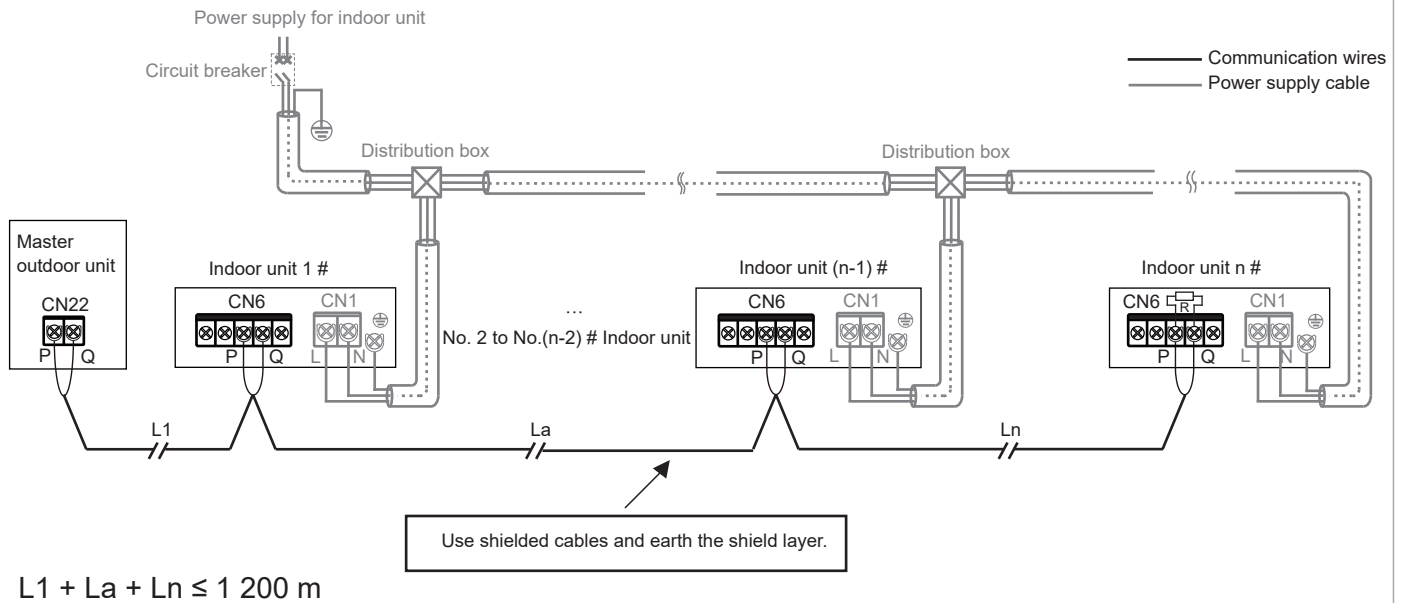 Power supply for indoor unit
Circuit breaker
Communication wires
Power supply cable
Distribution box
Distribution box
Master
outdoor unit
CN22
P Q
Indoor unit 1 #
CN6
CN1
P Q
L N
...
No. 2 to No.(n-2) # Indoor unit
Indoor unit (n-1) #
CN6
CN1
P Q
L N
Indoor unit n #
CN6
R
CN1
P Q
L N
L1
La
Ln
Use shielded cables and earth the shield layer.
L1 + La + Ln ≤ 1 200 m